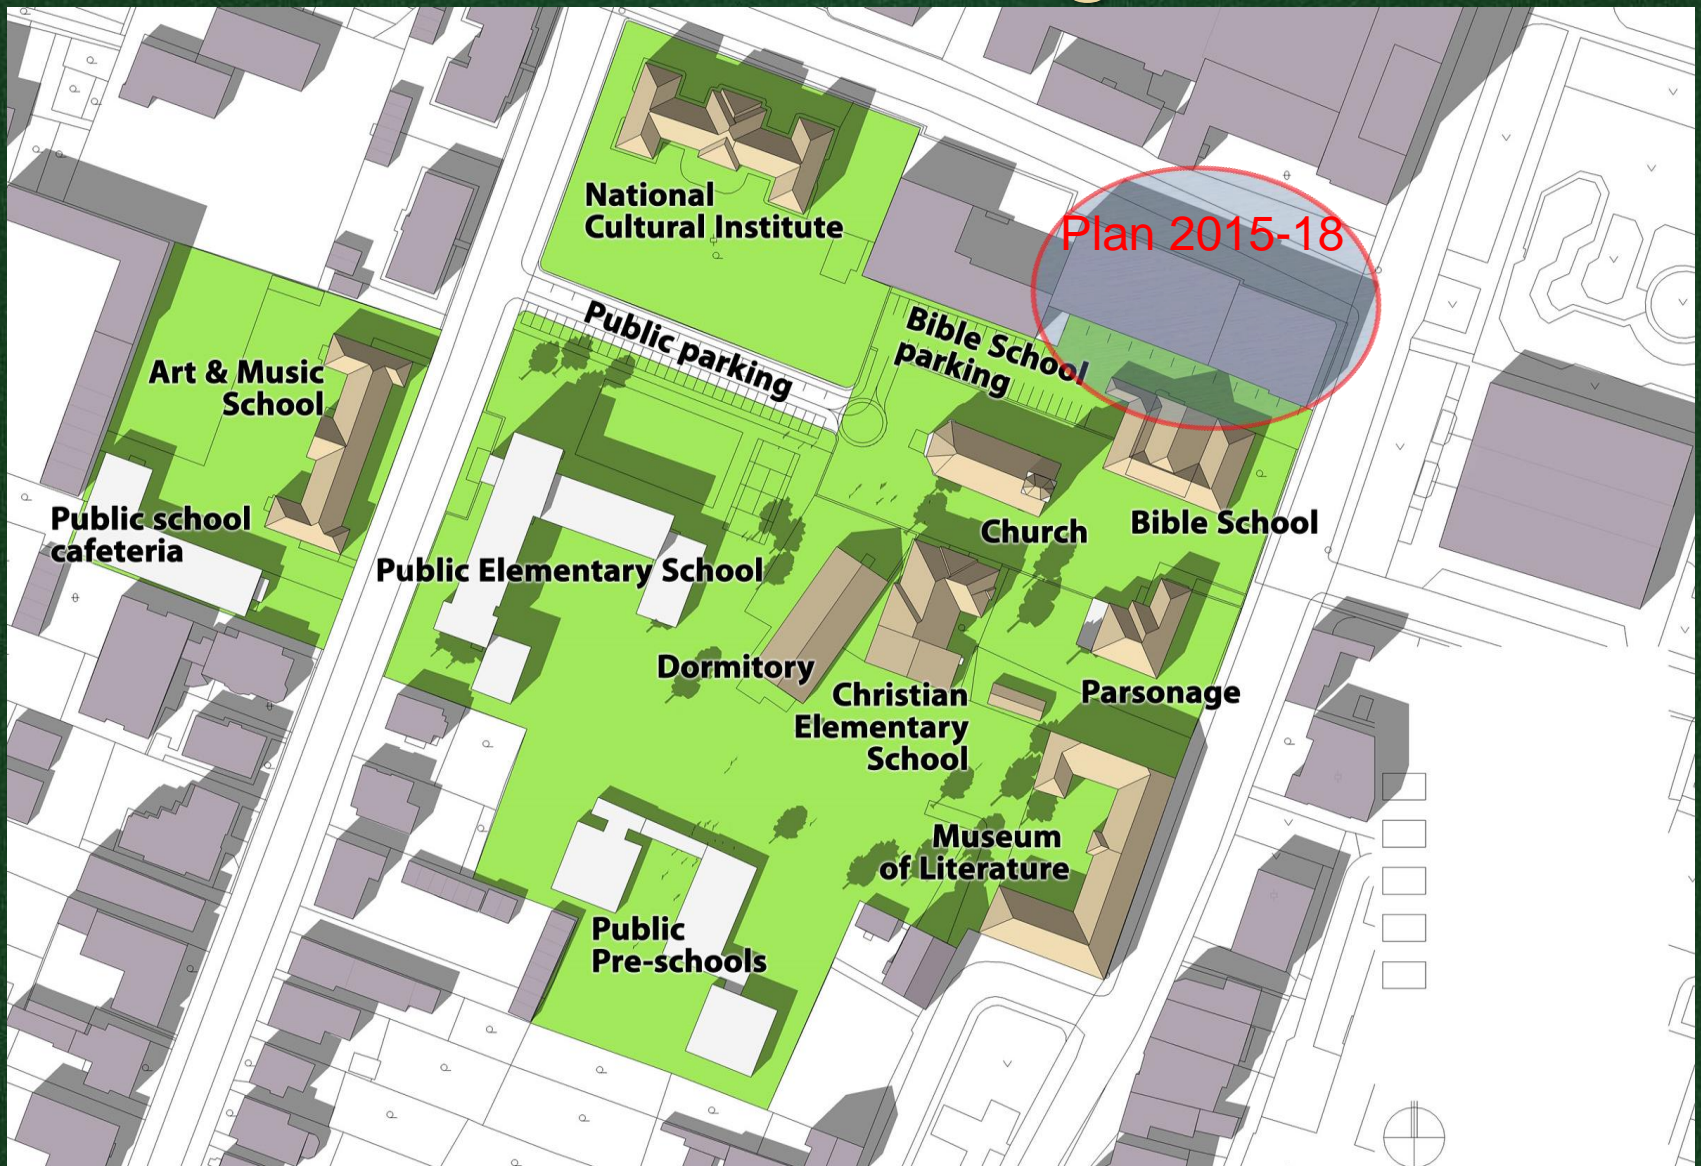 National
Cultural Institute
Plan 2015-18
Public parking
Bible School
parking
Art & Music
School
Public school
cafeteria
Church
Bible School
Public Elementary School
Dormitory
Christian
Elementary
School
Parsonage
Museum
of Literature
Public
Pre-schools